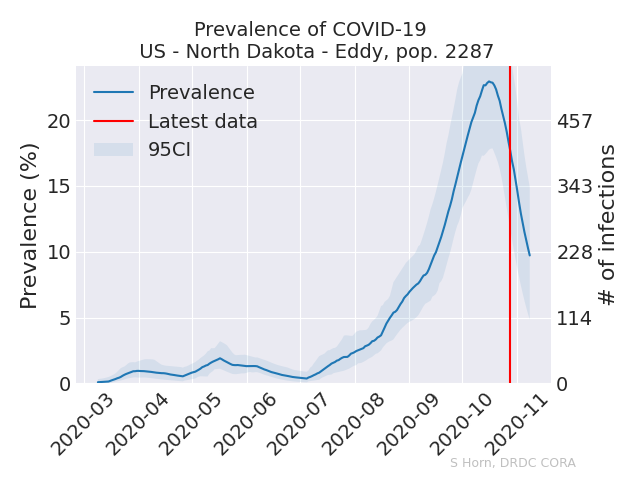 Prevalence of COVID-19
US - North Dakota - Eddy, pop. 2287
Prevalence
Latest data
95CI
Prevalence (%)
20
15
10
5
0
457
343
228
114
0
# of infections
2020-03
2020-04
2020-05
2020-06
2020-07
2020-08
2020-09
2020-10
2020-11
S Horn, DRDC CORA